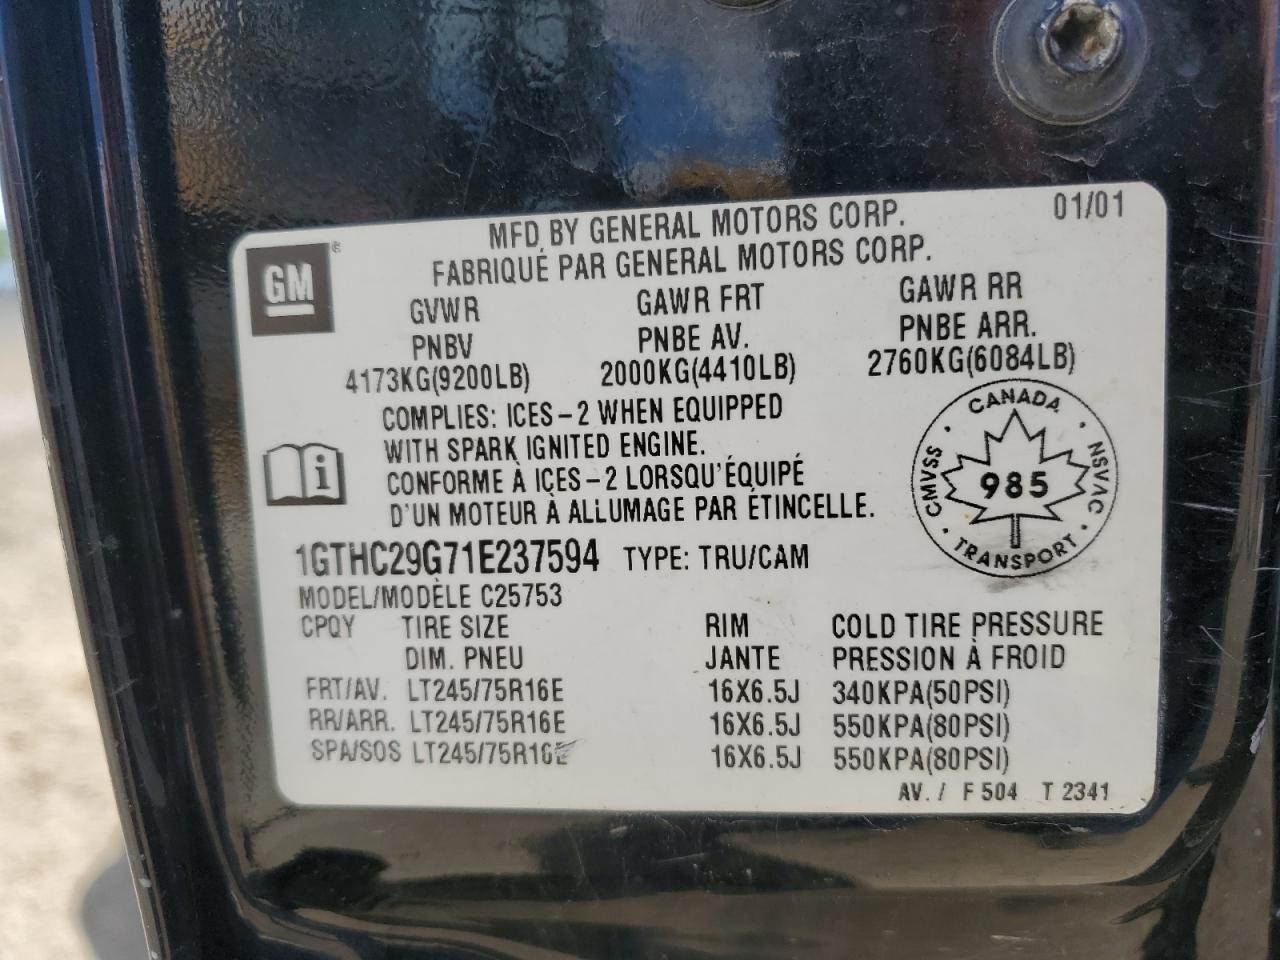 01/01
MFD BY GENERAL MOTORS CORP.
FABRIQUÉ PAR GENERAL MOTORS CORP.
GM ®
GVWR GAWR FRT GAWR RR
PNBV PNBE AV. PNBE ARR.
4173KG(9200LB) 2000KG(4410LB) 2760KG(6084LB)
COMPLIES: ICES-2 WHEN EQUIPPED
WITH SPARK IGNITED ENGINE.
CONFORME À ICES-2 LORSQU'ÉQUIPÉ
D'UN MOTEUR À ALLUMAGE PAR ÉTINCELLE.
i
CANADA
CMVSS 985 NSVAC
TRANSPORT
1GTHC29G71E237594 TYPE: TRU/CAM
MODEL/MODÈLE C25753
CPQY TIRE SIZE RIM COLD TIRE PRESSURE
DIM. PNEU JANTE PRESSION À FROID
FRT/AV. LT245/75R16E 16X6.5J 340KPA(50PSI)
RR/ARR. LT245/75R16E 16X6.5J 550KPA(80PSI)
SPA/SOS LT245/75R16E 16X6.5J 550KPA(80PSI)
AV. / F 504 T 2341